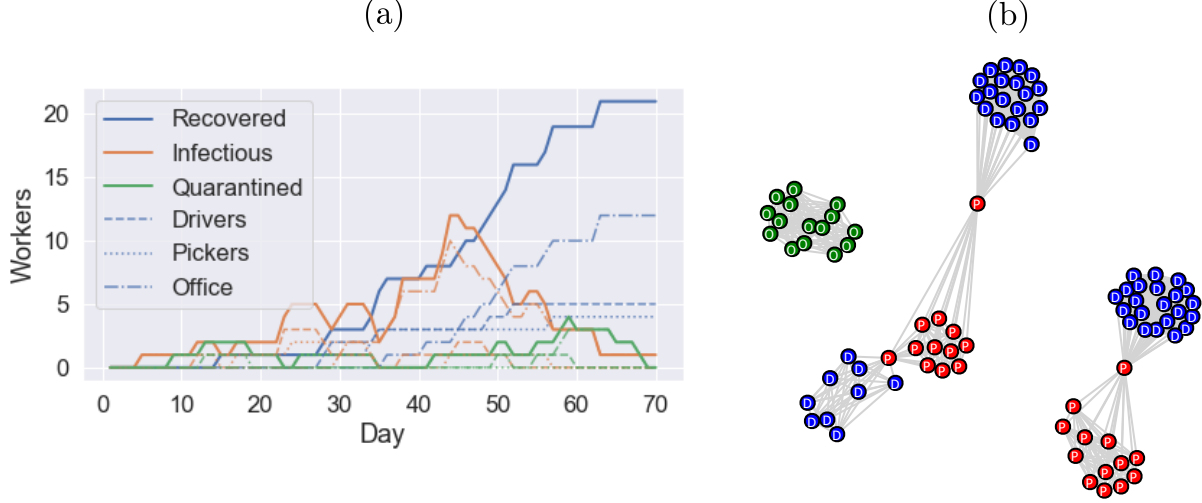 (a)
(b)
20
15
10
5
0
Workers
Recovered
Infectious
Quarantined
Drivers
Pickers
Office
0 10 20 30 40 50 60 70
Day
D D D D D D D D D D D D D D D D D D D
P
O O O O O O O O O O O O O
D D D D D D D D D D D D D D D D D D D
P
P P P P P P P P P P
P
D D D D D D D D D
P P P P P P P P P P P P